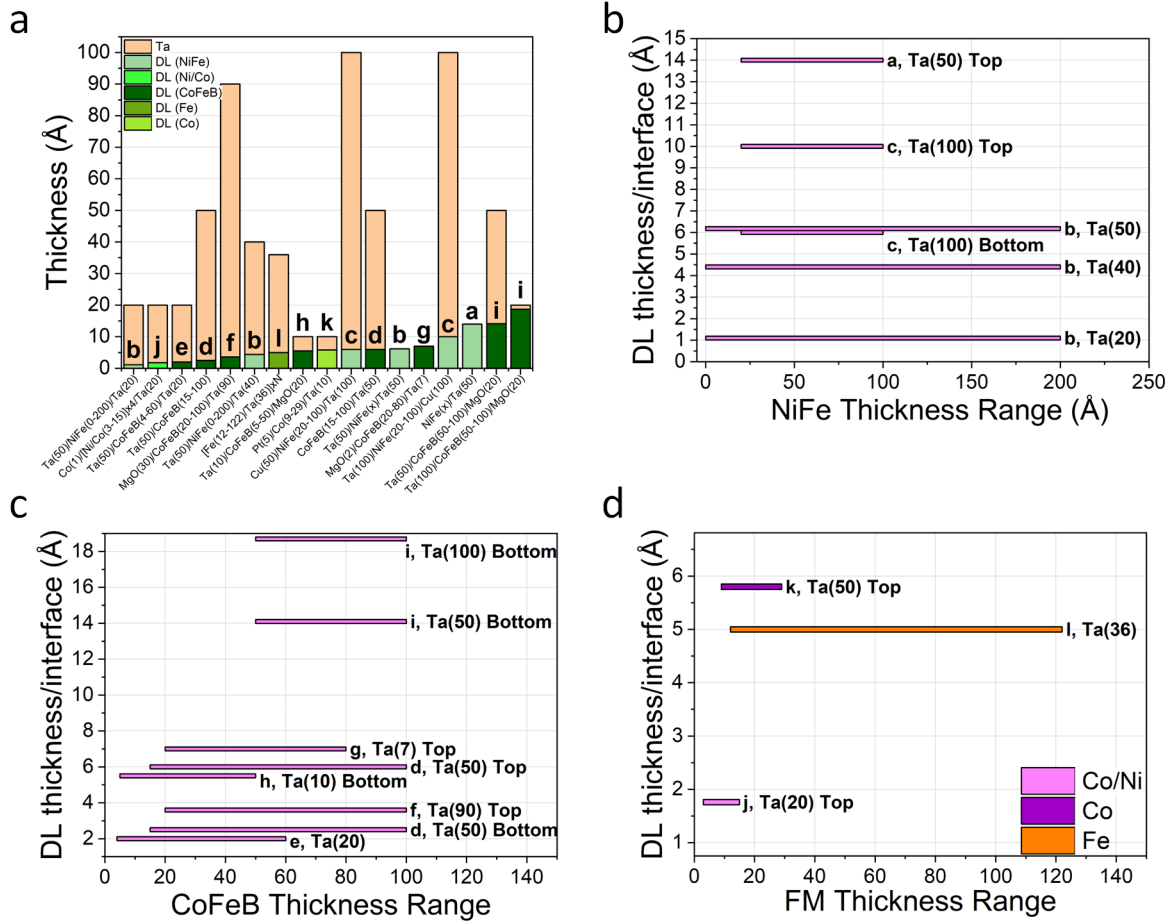 a
Thickness (Å)
100
90
80
70
60
50
40
30
20
10
0
Ta
DL (NiFe)
DL (Ni/Co)
DL (CoFeB)
DL (Fe)
DL (Co)
b
j
e
d
f
b
l
h
k
c
d
b
g
c
a
i
i
Ta(50)/NiFe(0-200)/Ta(20)
Co(1)/[Ni/Co(3-15)]x4/Ta(20)
Ta(50)/CoFeB(4-60)/Ta(20)
Ta(50)/CoFeB(15-100)
MgO(30)/CoFeB(20-100)/Ta(90)
Ta(50)/NiFe(0-200)/Ta(40)
[Fe(12-122)/Ta(36)]xN
Ta(10)/CoFeB(5-50)/MgO(20)
Pt(5)/Co(9-29)/Ta(10)
Cu(50)/NiFe(20-100)/Ta(100)
CoFeB(15-100)/Ta(50)
Ta(50)/NiFe(x)/Ta(50)
MgO(2)/CoFeB(20-80)/Ta(7)
Ta(100)/NiFe(20-100)/Cu(100)
NiFe(x)/Ta(50)
Ta(50)/CoFeB(50-100)/MgO(20)
Ta(100)/CoFeB(50-100)/MgO(20)
b
DL thickness/interface (Å)
15
14
13
12
11
10
9
8
7
6
5
4
3
2
1
0
a, Ta(50) Top
c, Ta(100) Top
b, Ta(50)
c, Ta(100) Bottom
b, Ta(40)
b, Ta(20)
0 50 100 150 200
NiFe Thickness Range (Å)
c
DL thickness/interface (Å)
18
16
14
12
10
8
6
4
2
i, Ta(100) Bottom
i, Ta(50) Bottom
g, Ta(7) Top
d, Ta(50) Top
h, Ta(10) Bottom
f, Ta(90) Top
d, Ta(50) Bottom
e, Ta(20)
0 20 40 60 80 100 120 140
CoFeB Thickness Range
d
DL thickness/interface (Å)
6
5
4
3
2
1
k, Ta(50) Top
l, Ta(36)
j, Ta(20) Top
Co/Ni
Co
Fe
0 20 40 60 80 100 120 140
FM Thickness Range